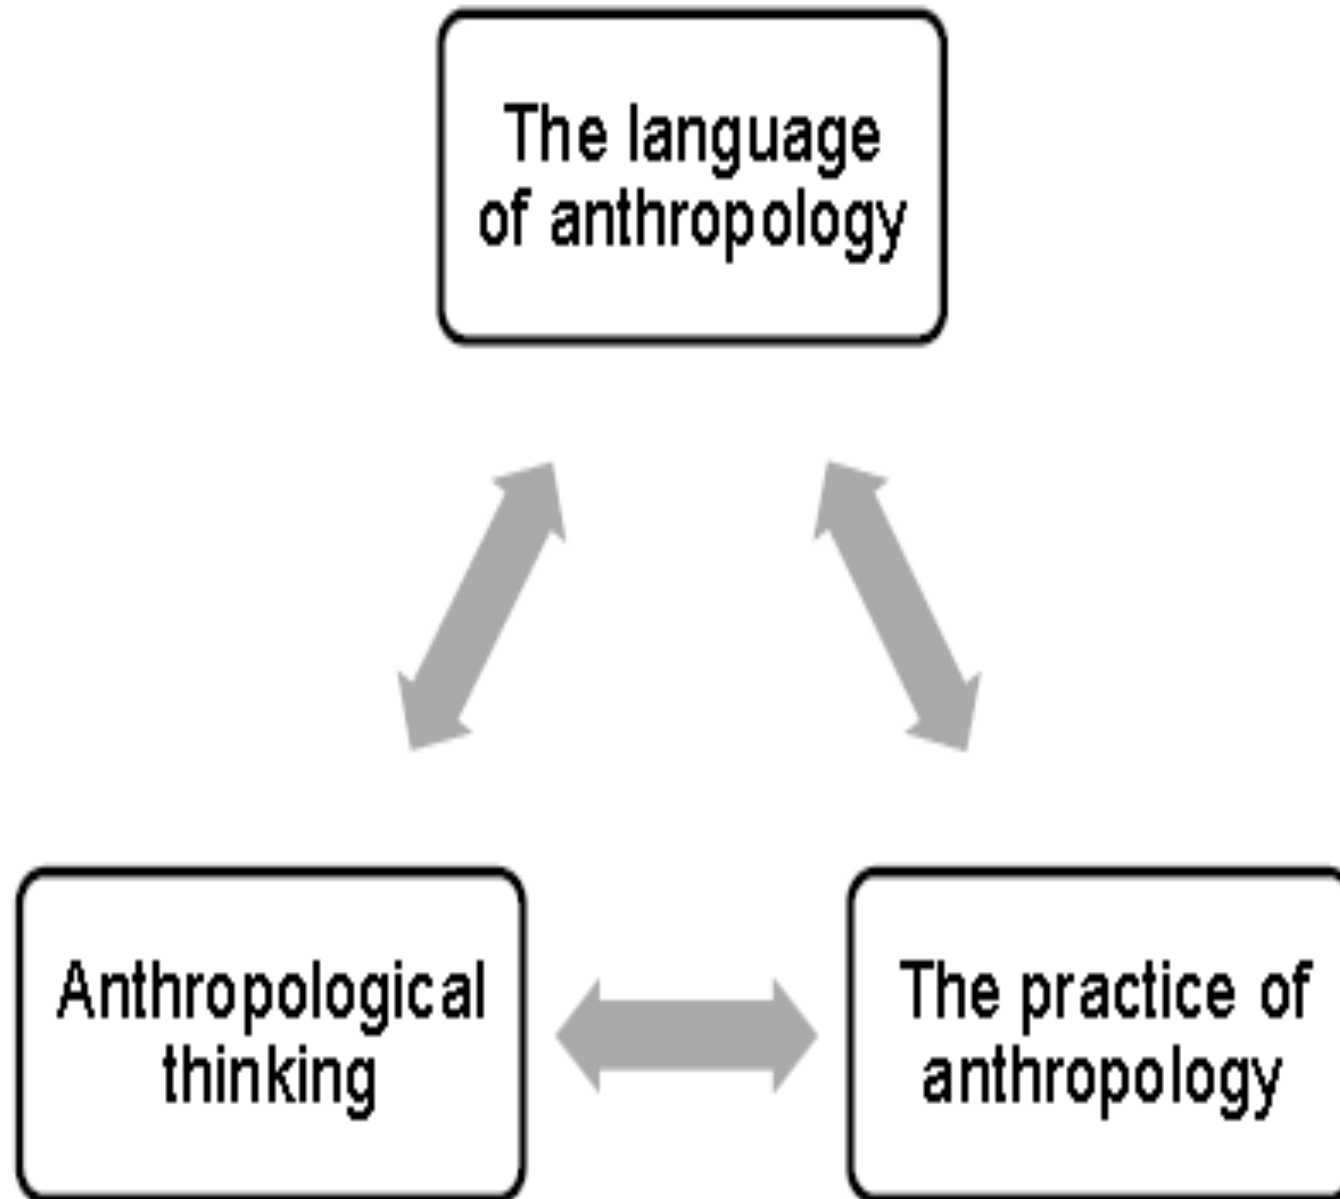 The language
of anthropology
Anthropological
thinking
The practice of
anthropology